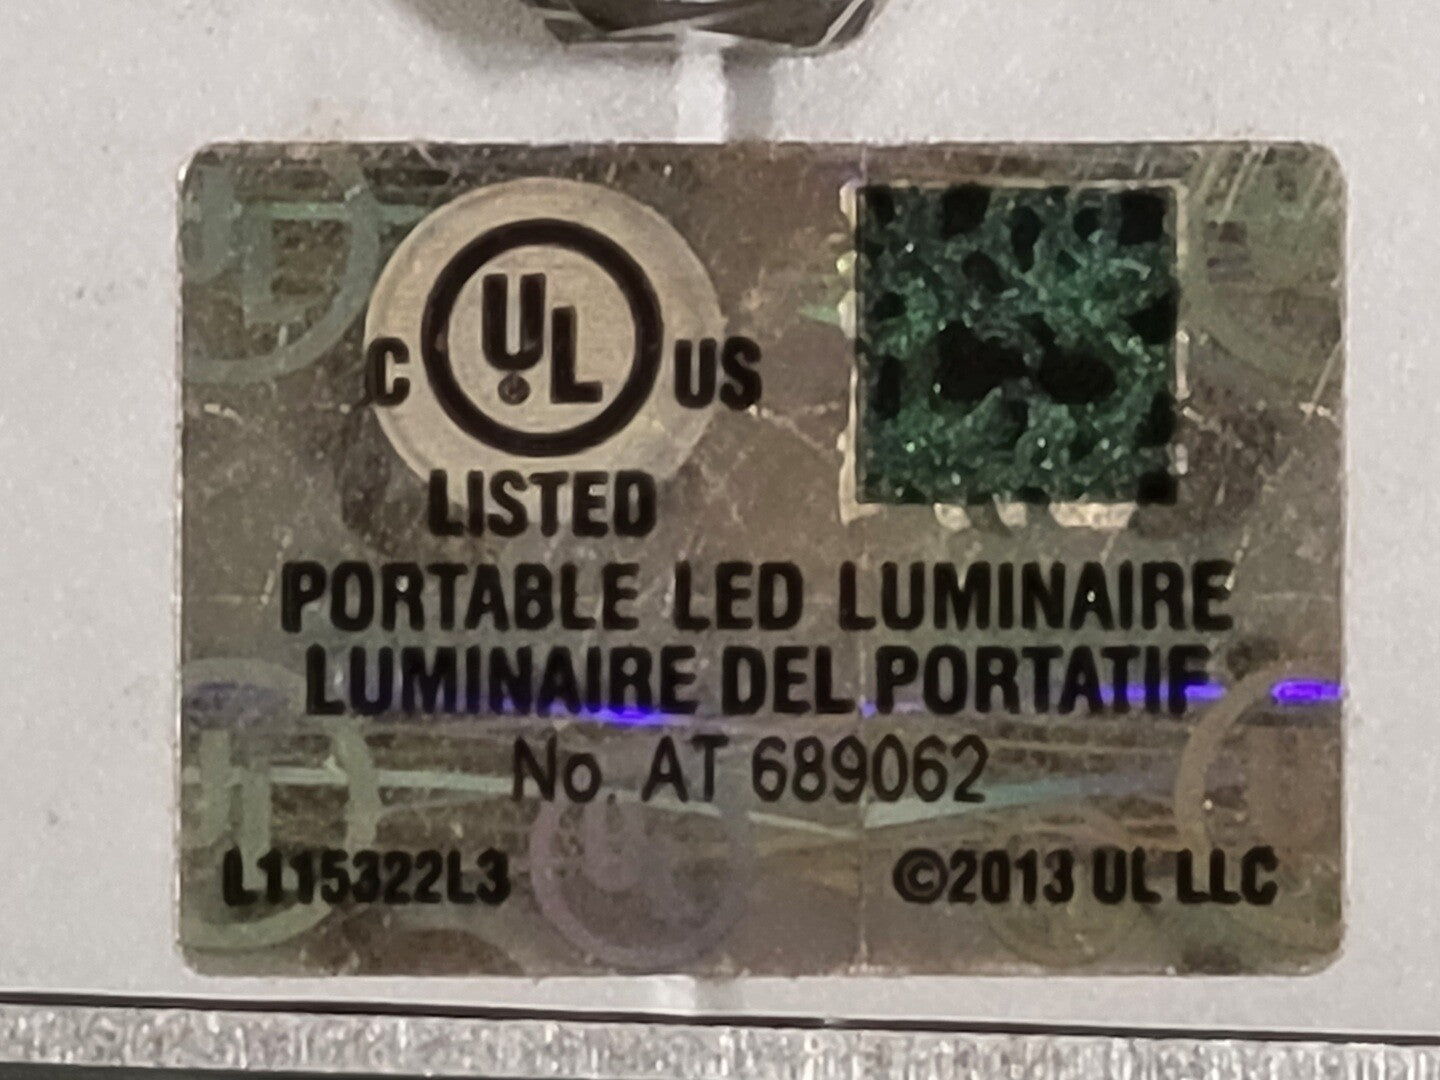 C UL US
LISTED
PORTABLE LED LUMINAIRE
LUMINAIRE DEL PORTATIF
No. AT 689062
L115322L3
©2013 UL LLC